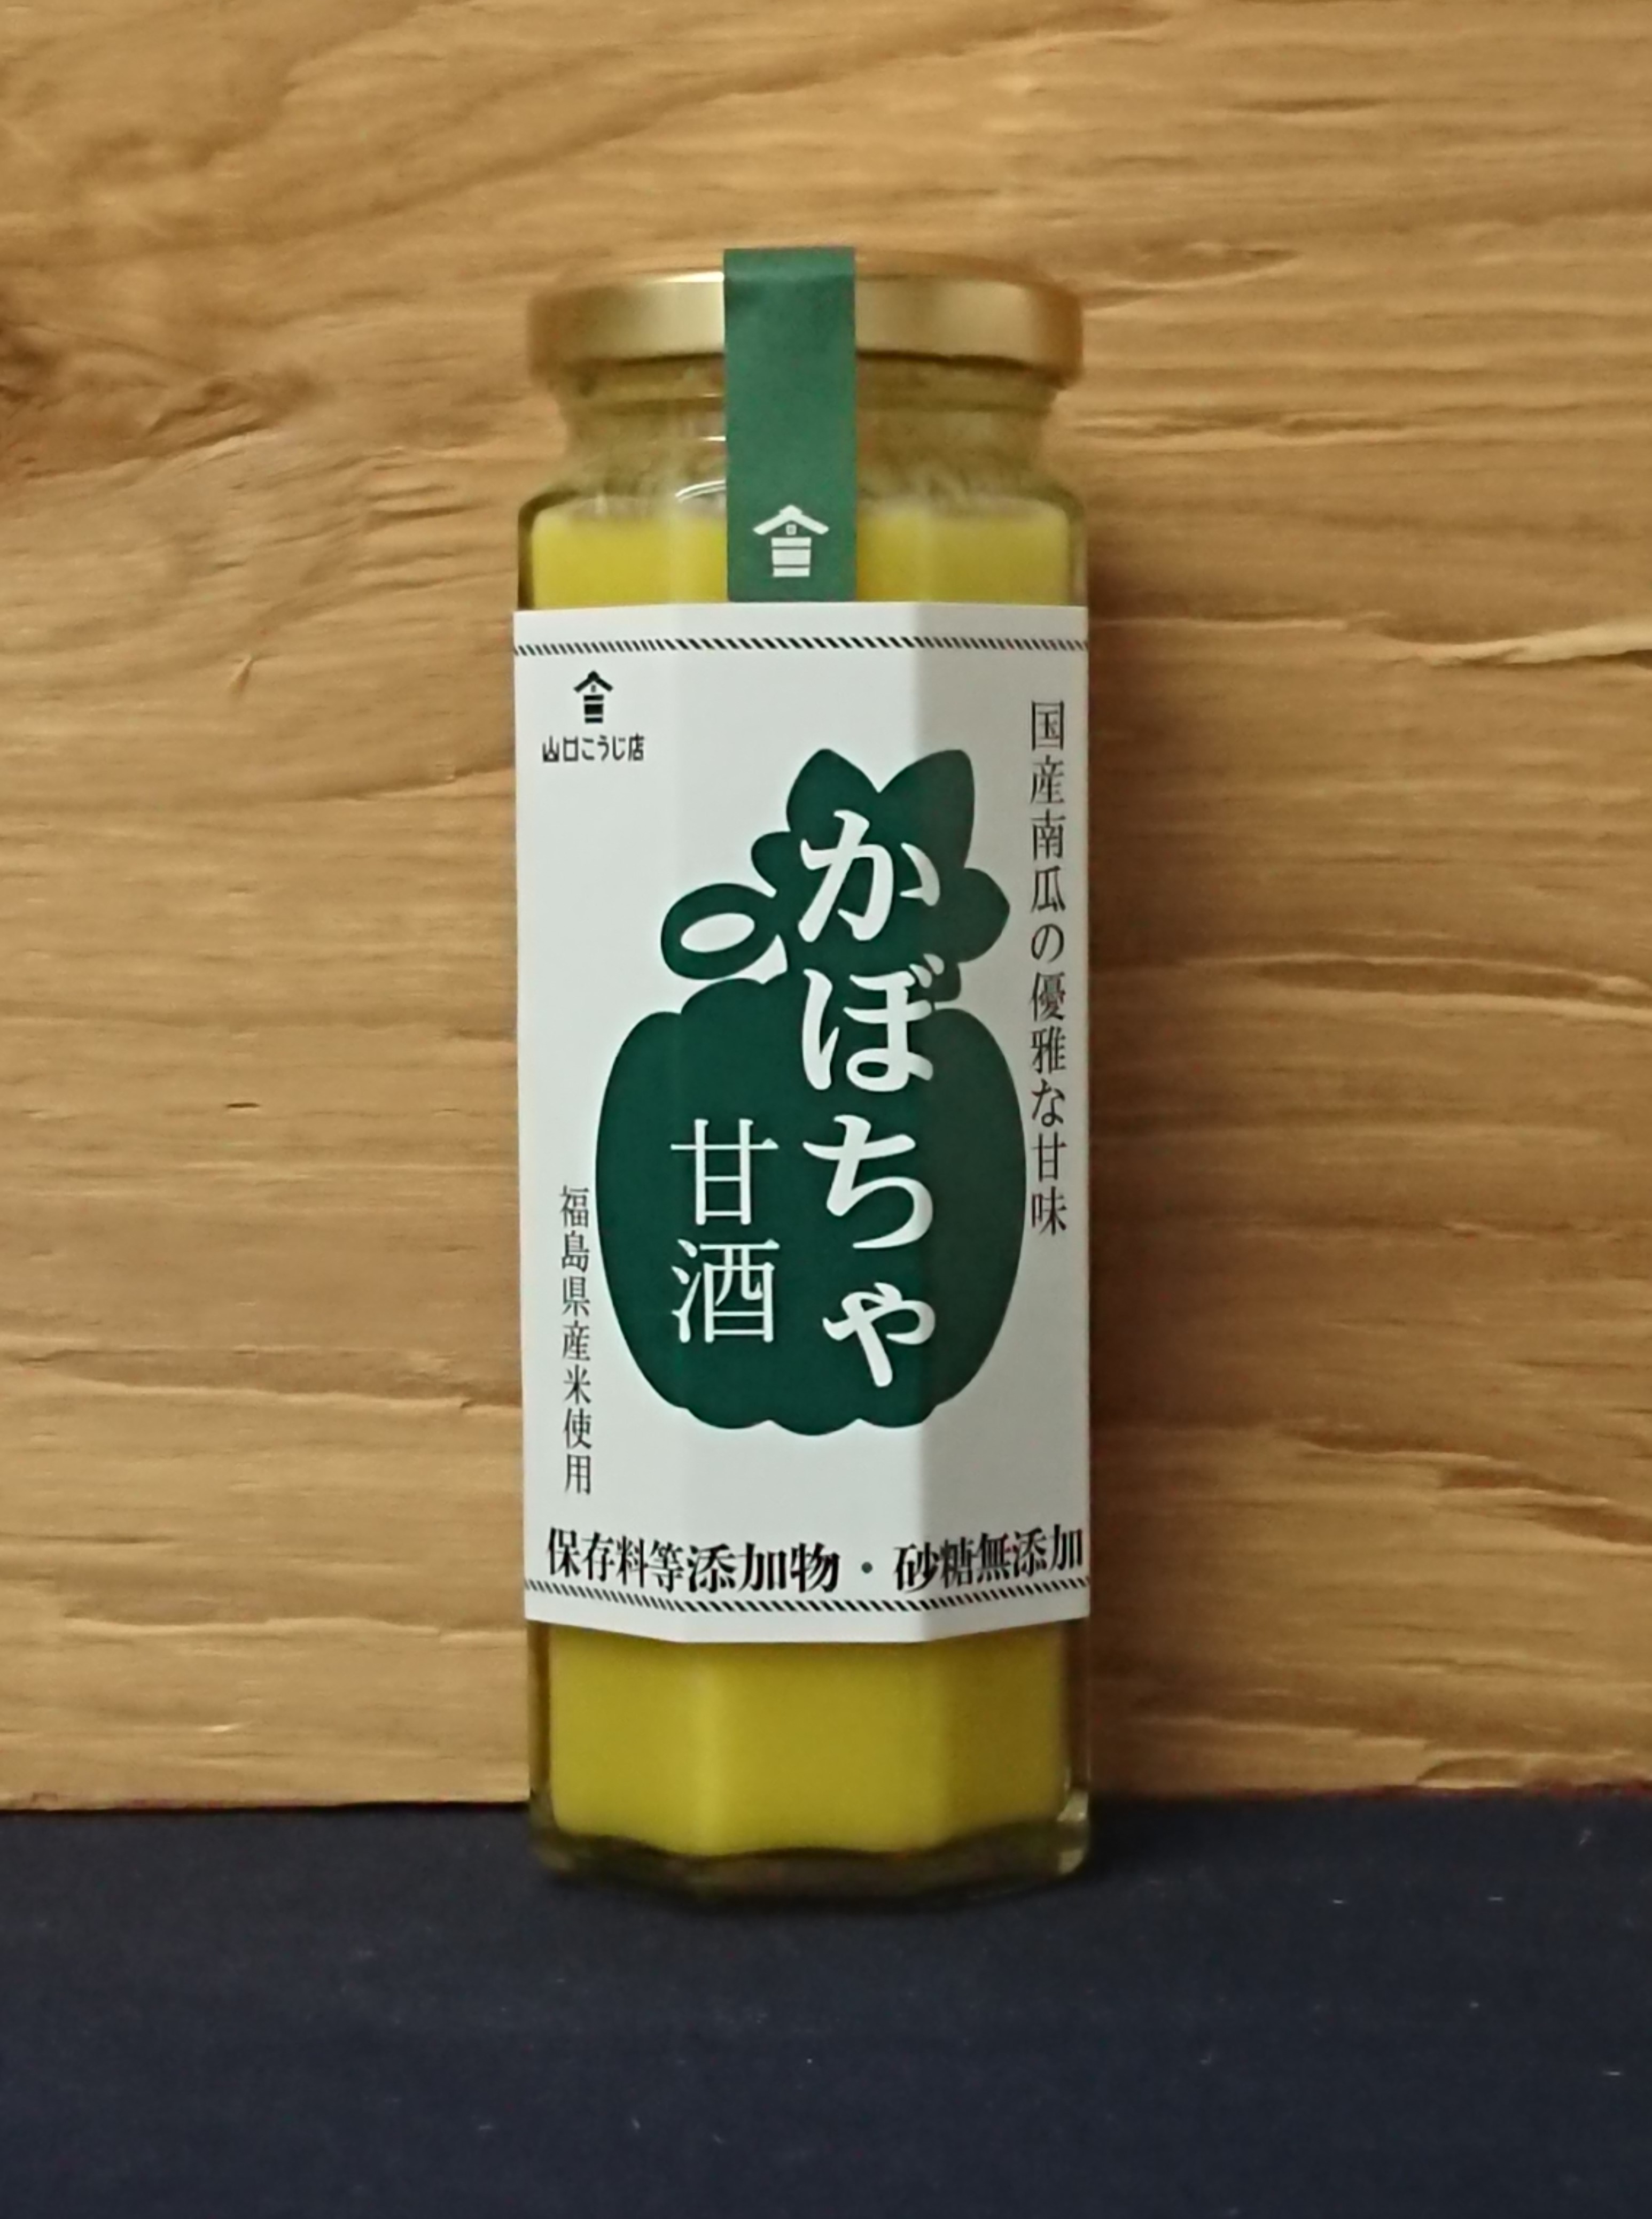 山口こうじ店
国産南瓜の優雅な甘味
かぼちゃ
甘酒
福島県産米使用
保存料等添加物・砂糖無添加